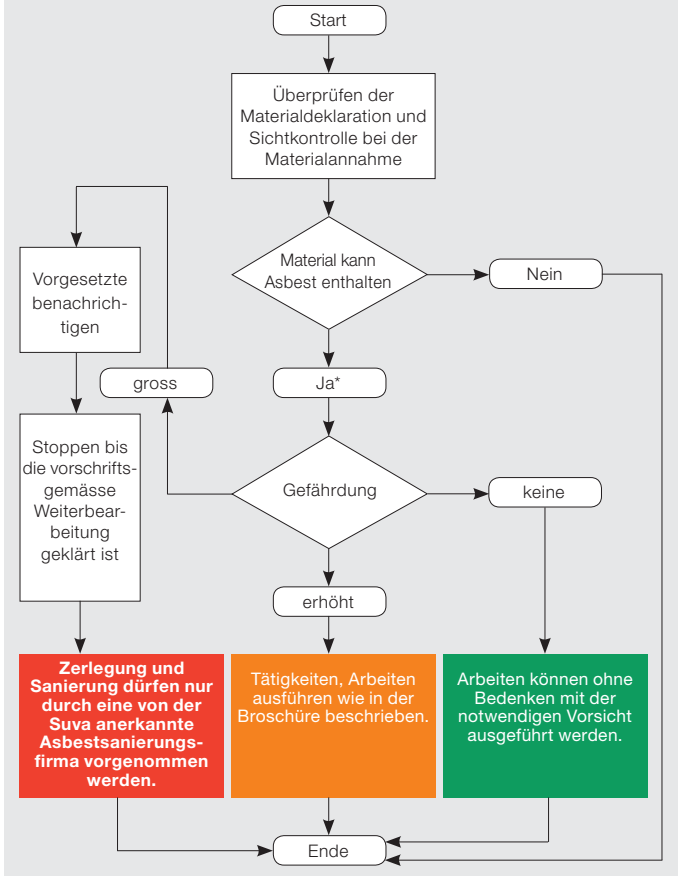 Start
Überprüfen der
Materialdeklaration und
Sichtkontrolle bei der
Materialannahme
Material kann
Asbest enthalten
Nein
Vorgesetzte
benachrich-
tigen
gross
Ja*
Stoppen bis
die vorschrifts-
gemässe
Weiterbear-
beitung
geklärt ist
Gefährdung
keine
erhöht
Zerlegung und
Sanierung dürfen nur
durch eine von der
Suva anerkannte
Asbestsanierungs-
firma vorgenommen
werden.
Tätigkeiten, Arbeiten
ausführen wie in der
Broschüre beschrieben.
Arbeiten können ohne
Bedenken mit der
notwendigen Vorsicht
ausgeführt werden.
Ende